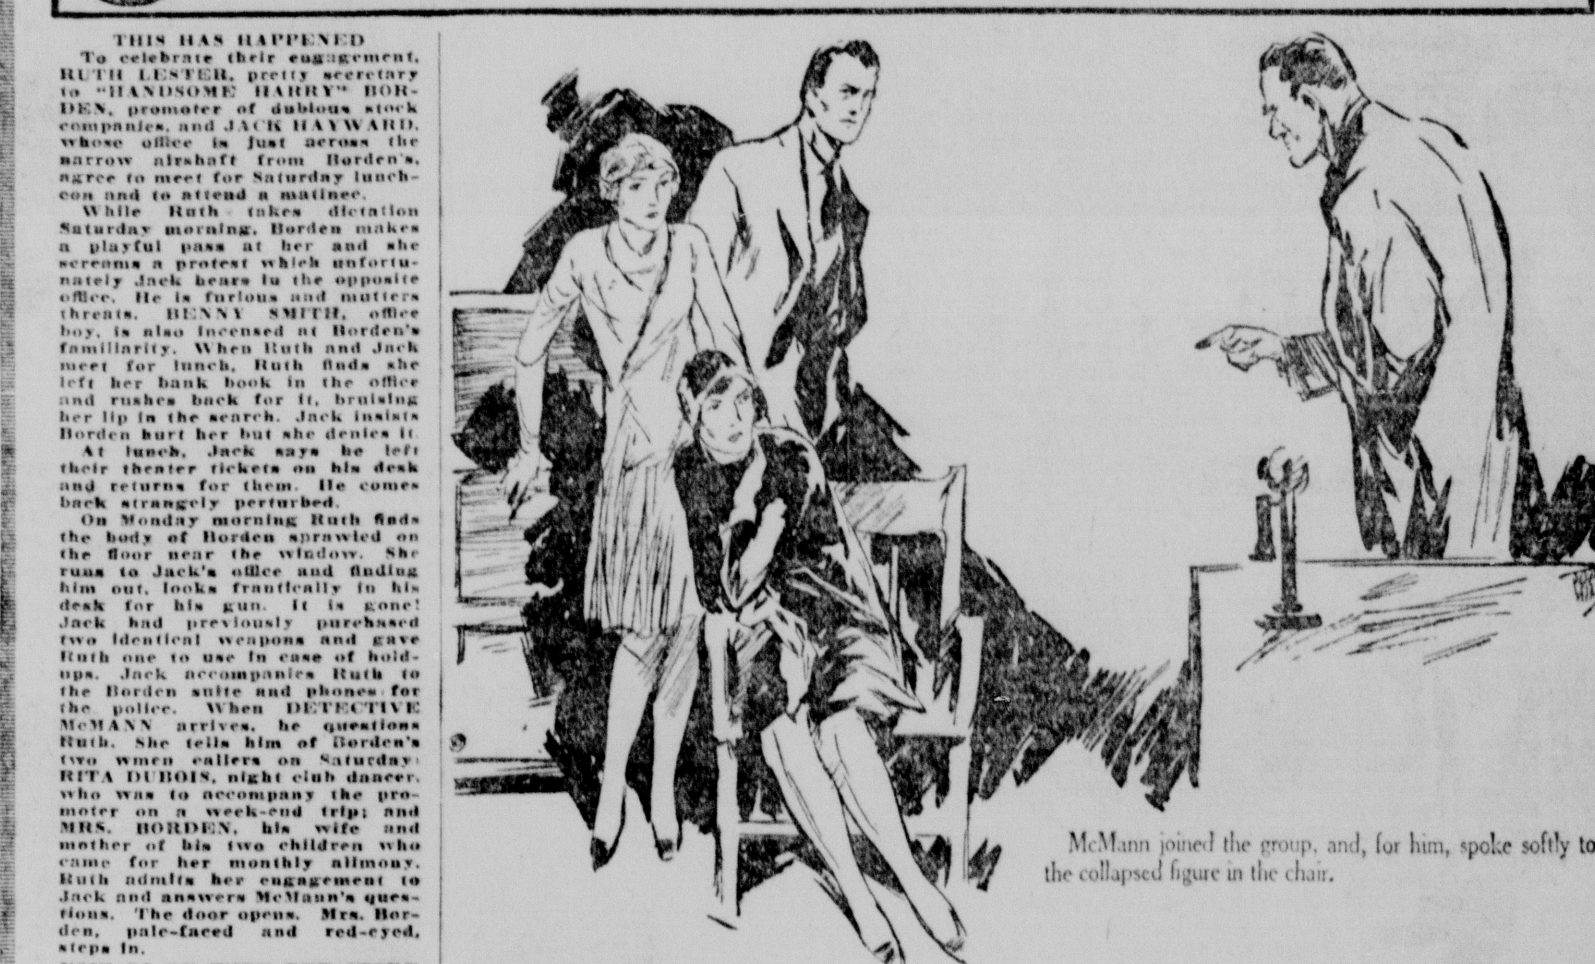 THIS HAS HAPPENED
To celebrate their engagement,
RUTH LESTER, pretty secretary
to "HANDSOME HARRY" BOR-
DEN, promoter of dubious stock
companies, and JACK HAYWARD,
whose office is just across the
narrow airshaft from Borden's,
agree to meet for Saturday lunch-
eon and to attend a matinee.
While Ruth takes dictation
Saturday morning, Borden makes
a playful pass at her and she
screams a protest which unfortu-
nately Jack hears in the opposite
office. He is furious and mutters
threats. BENNY SMITH, office
boy, is also incensed at Borden's
familiarity. When Ruth and Jack
meet for lunch, Ruth finds she
left her bank book in the office
and rushes back for it, bruising
her lip in the search. Jack insists
Borden hurt her but she denies it.
At lunch, Jack says he left
their theater tickets on his desk
and returns for them. He comes
back strangely perturbed.
On Monday morning Ruth finds
the body of Borden sprawled on
the floor near the window. She
runs to Jack's office and finding
him out, looks frantically in his
desk for his gun. It is gone!
Jack had previously purchased
two identical weapons and gave
Ruth one to use in case of hold-
ups. Jack accompanies Ruth to
the Borden suite and phones for
the police. When DETECTIVE
McMANN arrives, he questions
Ruth. She tells him of Borden's
two wmen callers on Saturday:
RITA DUBOIS, night club dancer,
who was to accompany the pro-
moter on a week-end trip; and
MRS. BORDEN, his wife and
mother of his two children who
came for her monthly alimony.
Ruth admits her engagement to
Jack and answers McMann's ques-
tions. The door opens. Mrs. Bor-
den, pale-faced and red-eyed,
steps in.
McMann joined the group, and, for him, spoke softly to
the collapsed figure in the chair.